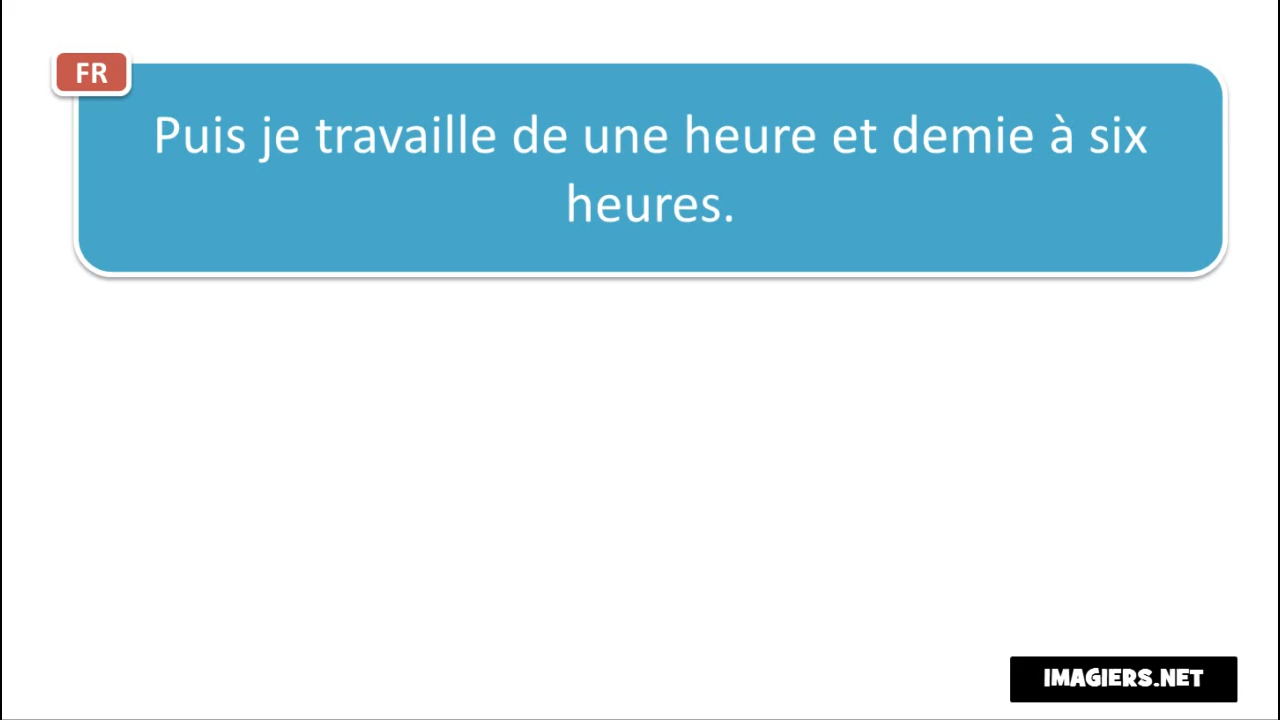 FR
Puis je travaille de une heure et demie à six
heures.
IMAGIERS.NET